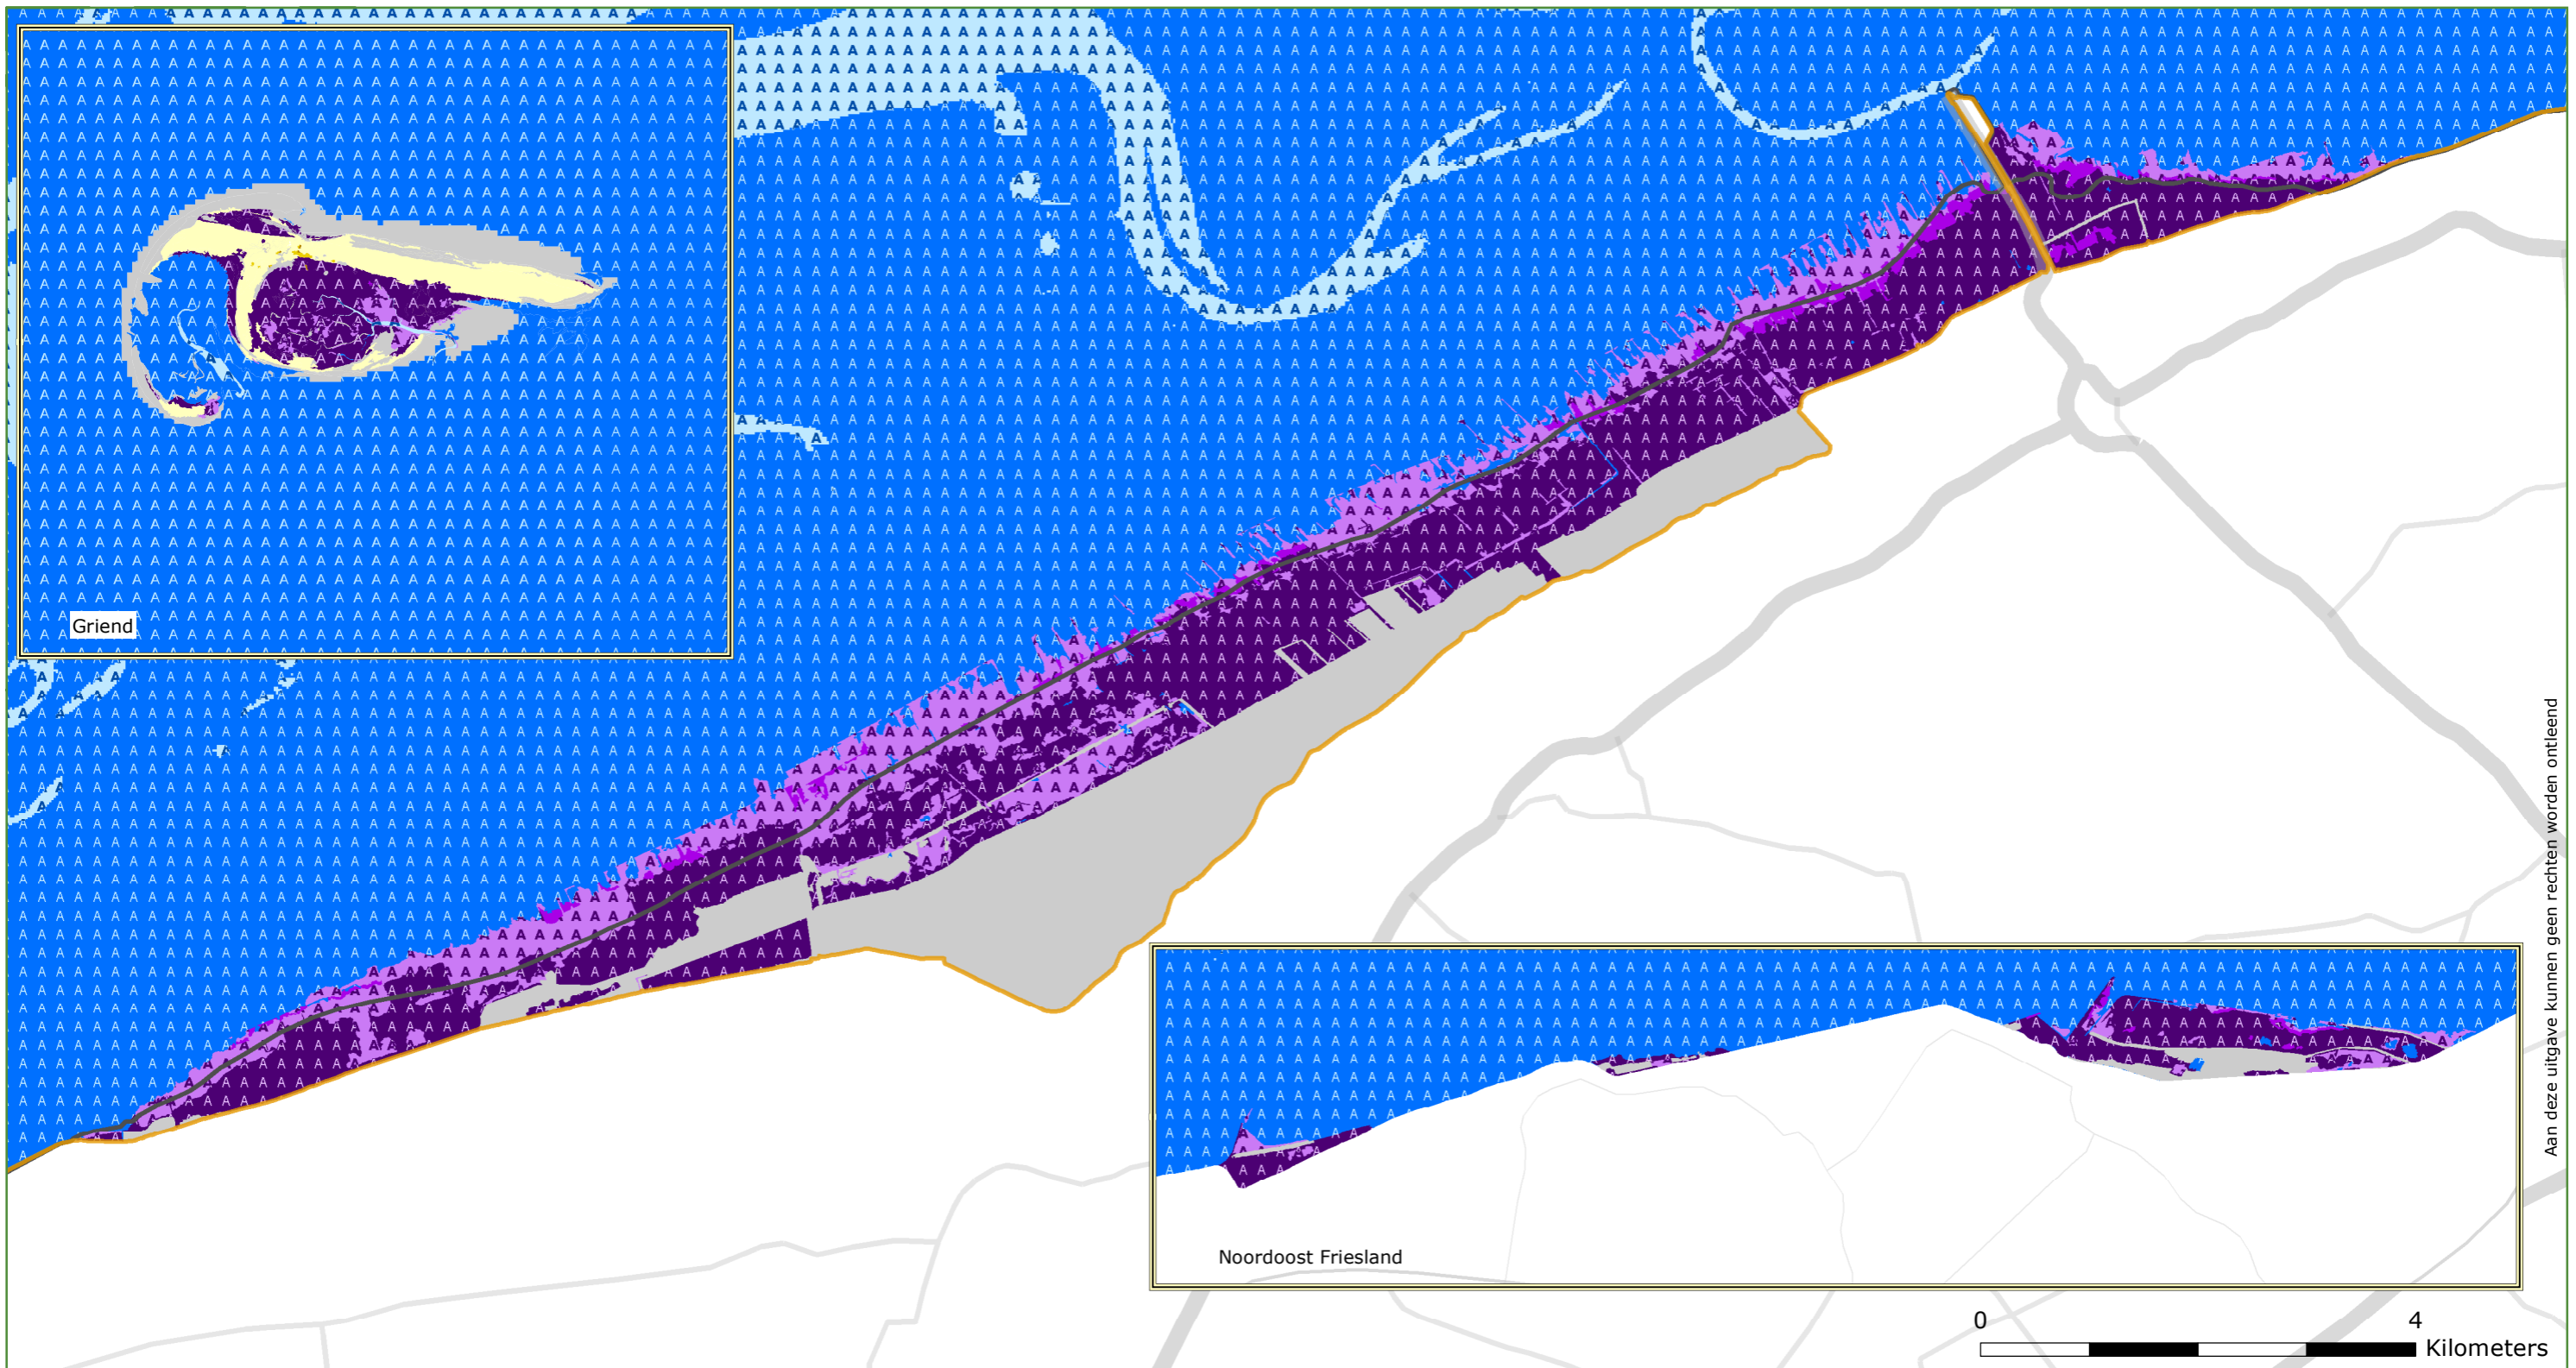 Griend
Noordoost Friesland
0 4
Kilometers
Aan deze uitgave kunnen geen rechten worden ontleend